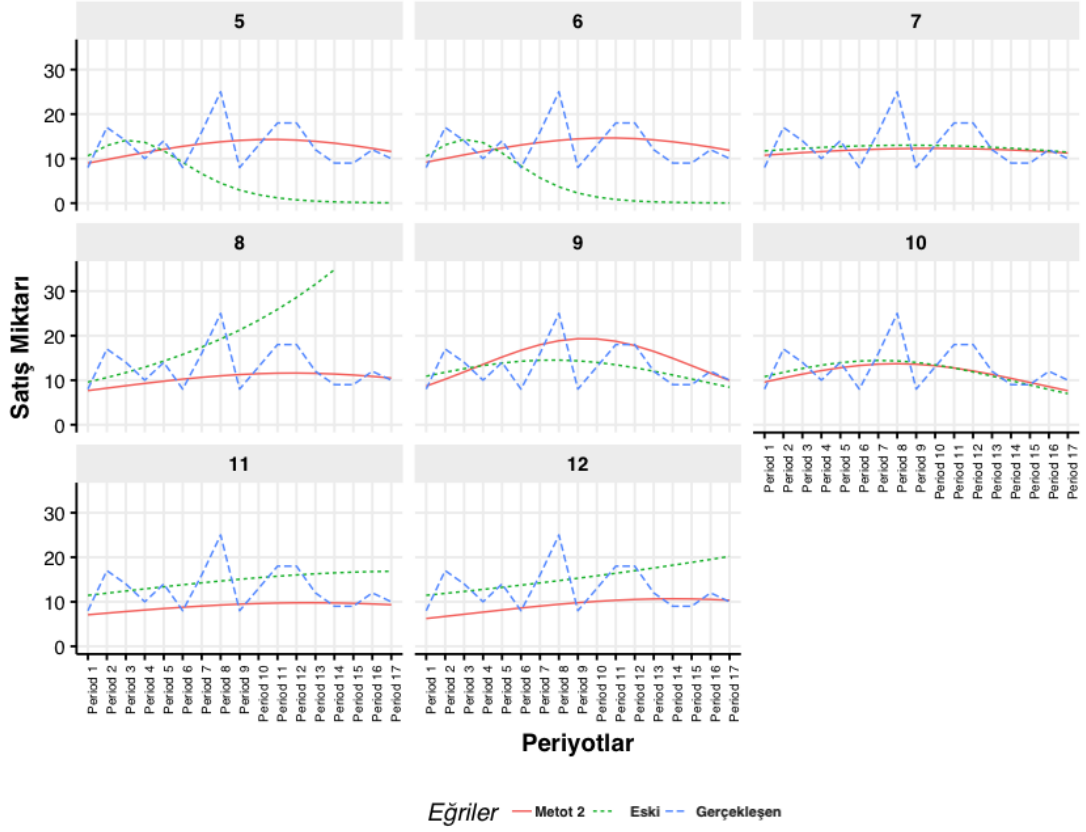 5
6
7
30
20
10
0
8
9
10
30
20
10
0
Satış Miktarı
Period 1
Period 2
Period 3
Period 4
Period 5
Period 6
Period 7
Period 8
Period 9
Period 10
Period 11
Period 12
Period 13
Period 14
Period 15
Period 16
Period 17
11
12
30
20
10
0
Period 1
Period 2
Period 3
Period 4
Period 5
Period 6
Period 7
Period 8
Period 9
Period 10
Period 11
Period 12
Period 13
Period 14
Period 15
Period 16
Period 17
Period 1
Period 2
Period 3
Period 4
Period 5
Period 6
Period 7
Period 8
Period 9
Period 10
Period 11
Period 12
Period 13
Period 14
Period 15
Period 16
Period 17
Periyotlar
Eğriler Metot 2 Eski Gerçekleşen